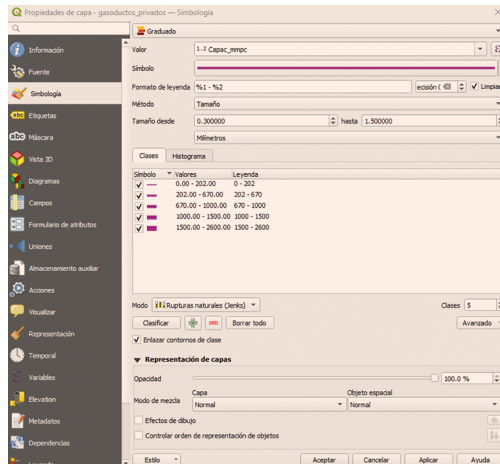 Propiedades de capa - gasoductos_privados — Simbología
Información
Fuente
Simbología
Etiquetas
Máscara
Vista 3D
Diagramas
Campos
Formulario de atributos
Uniones
Almacenamiento auxiliar
Acciones
Visualizar
Representación
Temporal
Variables
Elevation
Metadatos
Dependencias
Graduado
Valor 1.2 Capac_mmpc
Símbolo
Formato de leyenda %1 - %2 ecisión ( Limpiar
Método Tamaño
Tamaño desde 0.300000 hasta 1.500000
Milímetros
Clases Histograma
Símbolo Valores Leyenda
0.00 - 202.00 0 - 202
202.00 - 670.00 202 - 670
670.00 - 1000.00 670 - 1000
1000.00 - 1500.00 1000 - 1500
1500.00 - 2600.00 1500 - 2600
Modo Rupturas naturales (Jenks) Clases 5
Clasificar Borrar todo Avanzado
Enlazar contornos de clase
Representación de capas
Opacidad 100.0 %
Capa Objeto espacial
Modo de mezcla Normal Normal
Efectos de dibujo
Controlar orden de representación de objetos
Estilo Aceptar Cancelar Aplicar Ayuda